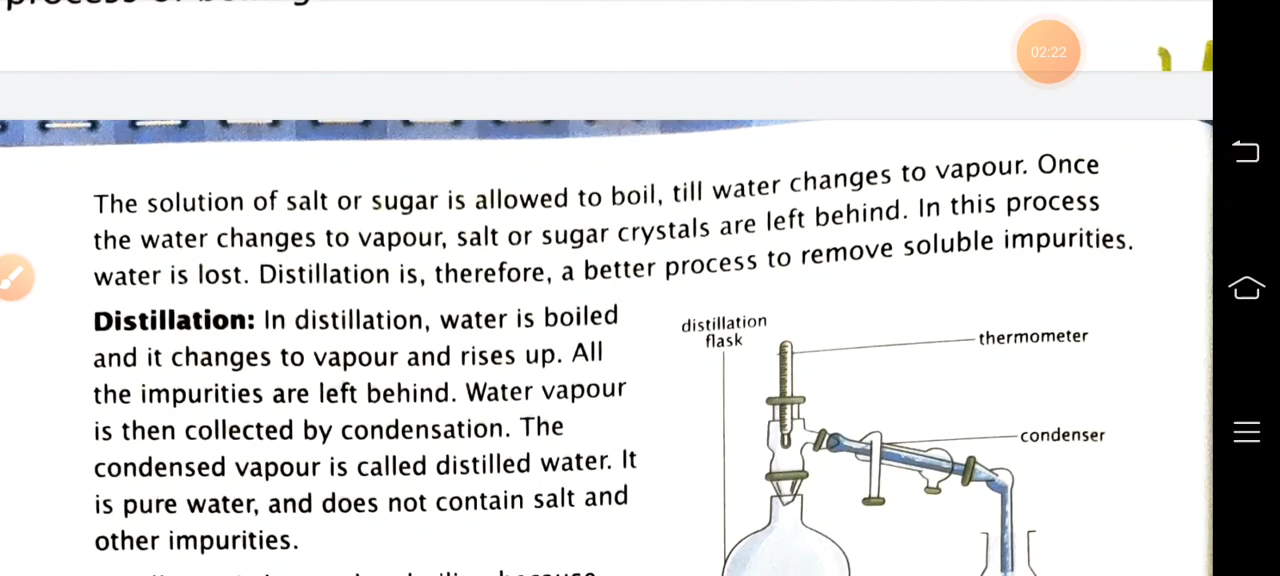 02:22
The solution of salt or sugar is allowed to boil, till water changes to vapour. Once
the water changes to vapour, salt or sugar crystals are left behind. In this process
water is lost. Distillation is, therefore, a better process to remove soluble impurities.
Distillation: In distillation, water is boiled
and it changes to vapour and rises up. All
the impurities are left behind. Water vapour
is then collected by condensation. The
condensed vapour is called distilled water. It
is pure water, and does not contain salt and
other impurities.
distillation
flask
thermometer
condenser